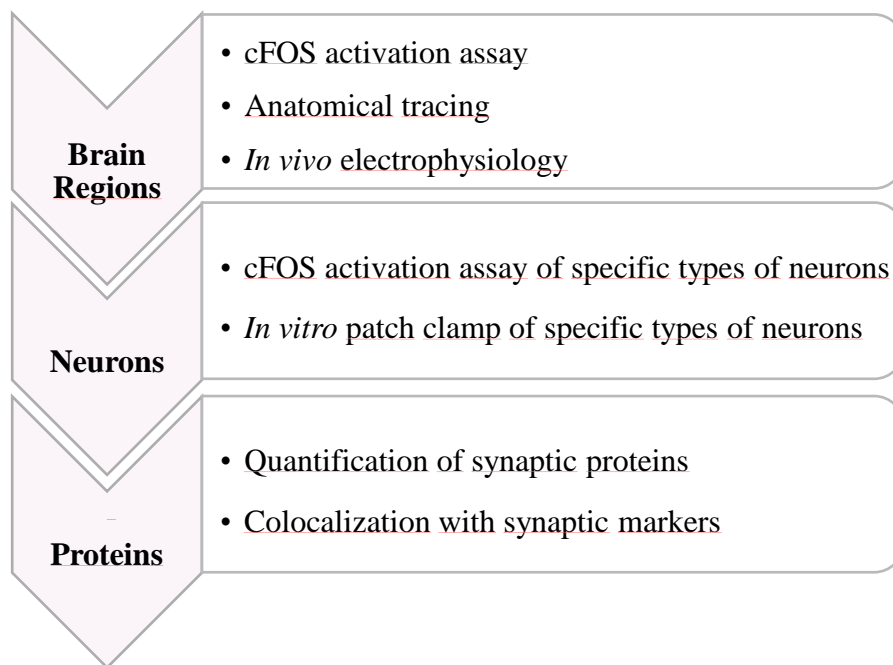 • cFOS activation assay
• Anatomical tracing
• In vivo electrophysiology
Brain
Regions
• cFOS activation assay of specific types of neurons
• In vitro patch clamp of specific types of neurons
Neurons
• Quantification of synaptic proteins
• Colocalization with synaptic markers
Proteins